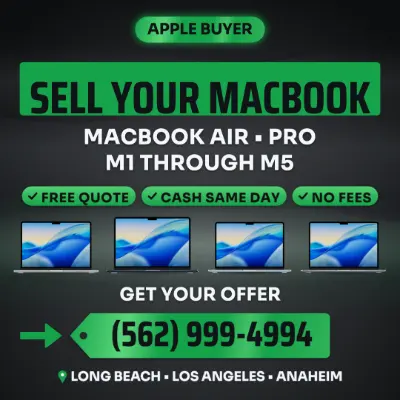 APPLE BUYER
SELL YOUR MACBOOK
MACBOOK AIR • PRO
M1 THROUGH M5
✓ FREE QUOTE ✓ CASH SAME DAY ✓ NO FEES
GET YOUR OFFER
(562) 999-4994
LONG BEACH • LOS ANGELES • ANAHEIM